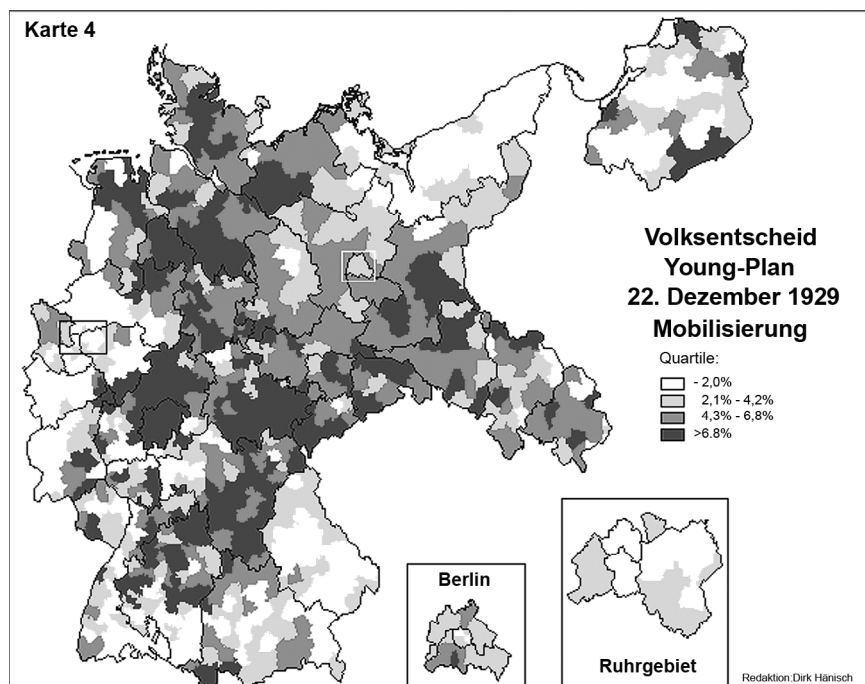 Karte 4
Volksentscheid
Young-Plan
22. Dezember 1929
Mobilisierung
Quartile:
- 2,0%
2,1% - 4,2%
4,3% - 6,8%
>6.8%
Berlin
Ruhrgebiet
Redaktion:Dirk Hänisch